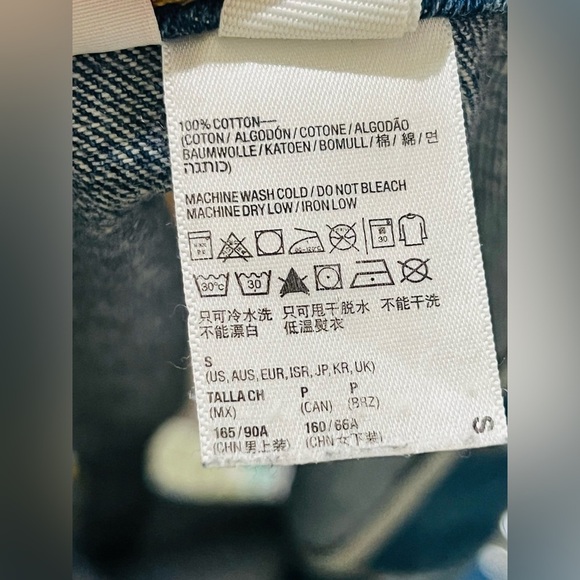 100% COTTON—
(COTON / ALGODÓN / COTONE / ALGODÃO
BAUMWOLLE / KATOEN / BOMULL / 棉 / 綿 / 면
כותנה)
MACHINE WASH COLD / DO NOT BLEACH
MACHINE DRY LOW / IRON LOW
30
30°C 30
只可冷水洗 只可甩干脱水 不能干洗
不能漂白 低温熨衣
S
(US, AUS, EUR, ISR, JP, KR, UK)
TALLA CH P P
(MX) (CAN) (BRZ)
165/90A 160/66A
(CHN 男上装) (CHN 女下装)
S